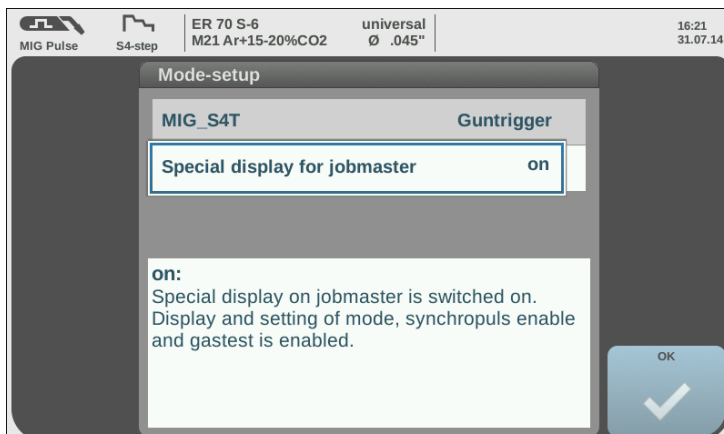 MIG Pulse
S4-step
ER 70 S-6 universal
M21 Ar+15-20%CO2 Ø .045"
16:21
31.07.14
Mode-setup
MIG_S4T Guntrigger
Special display for jobmaster on
on:
Special display on jobmaster is switched on.
Display and setting of mode, synchropuls enable
and gastest is enabled.
OK